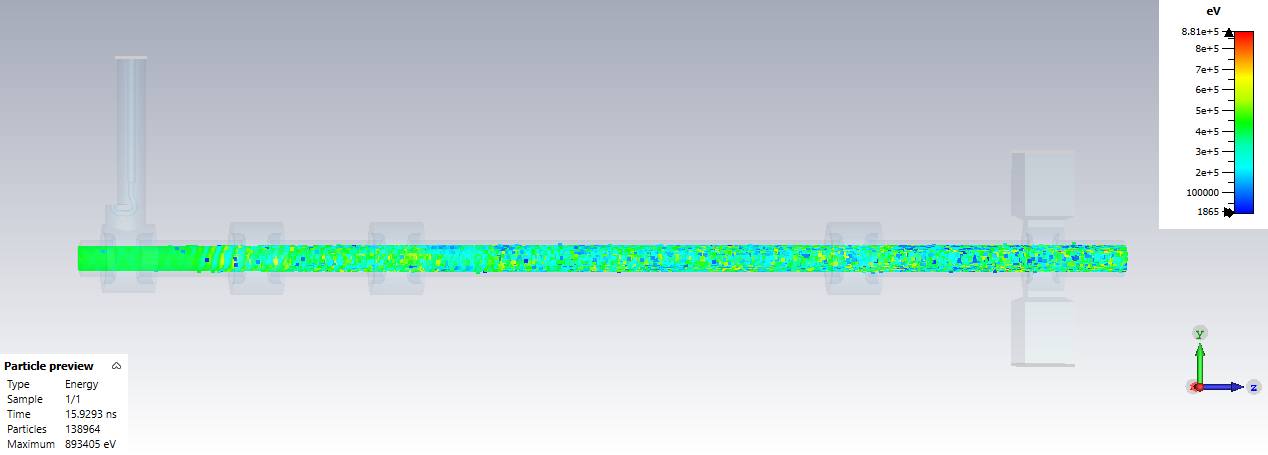 eV
8.81e+5
8e+5
7e+5
6e+5
5e+5
4e+5
3e+5
2e+5
100000
1865
Y
z
Particle preview
Type Energy
Sample 1/1
Time 15.9293 ns
Particles 138964
Maximum 893405 eV